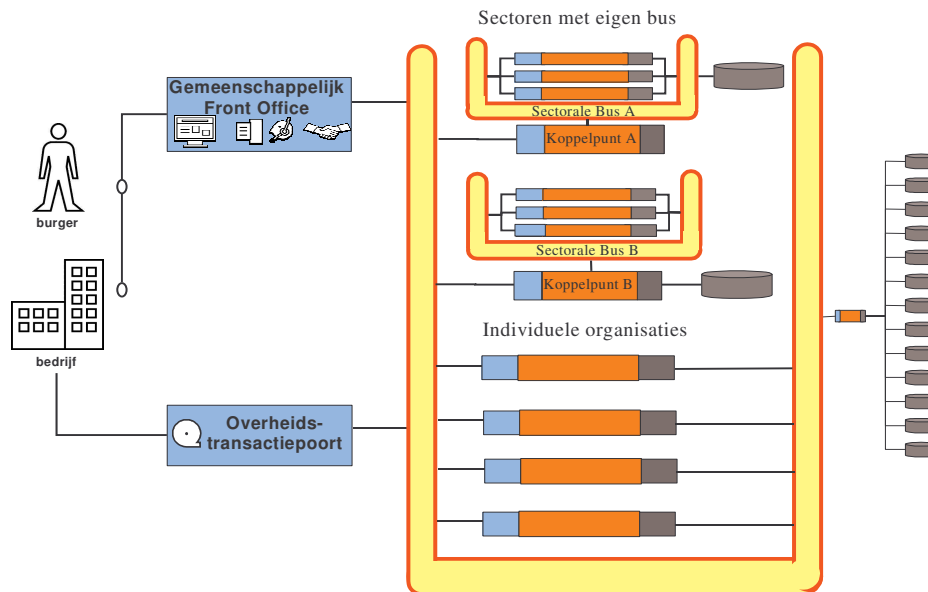 Sectoren met eigen bus
Gemeenschappelijk
Front Office
Sectorale Bus A
Koppelpunt A
burger
Sectorale Bus B
Koppelpunt B
Individuele organisaties
bedrijf
Overheids-
transactiepoort